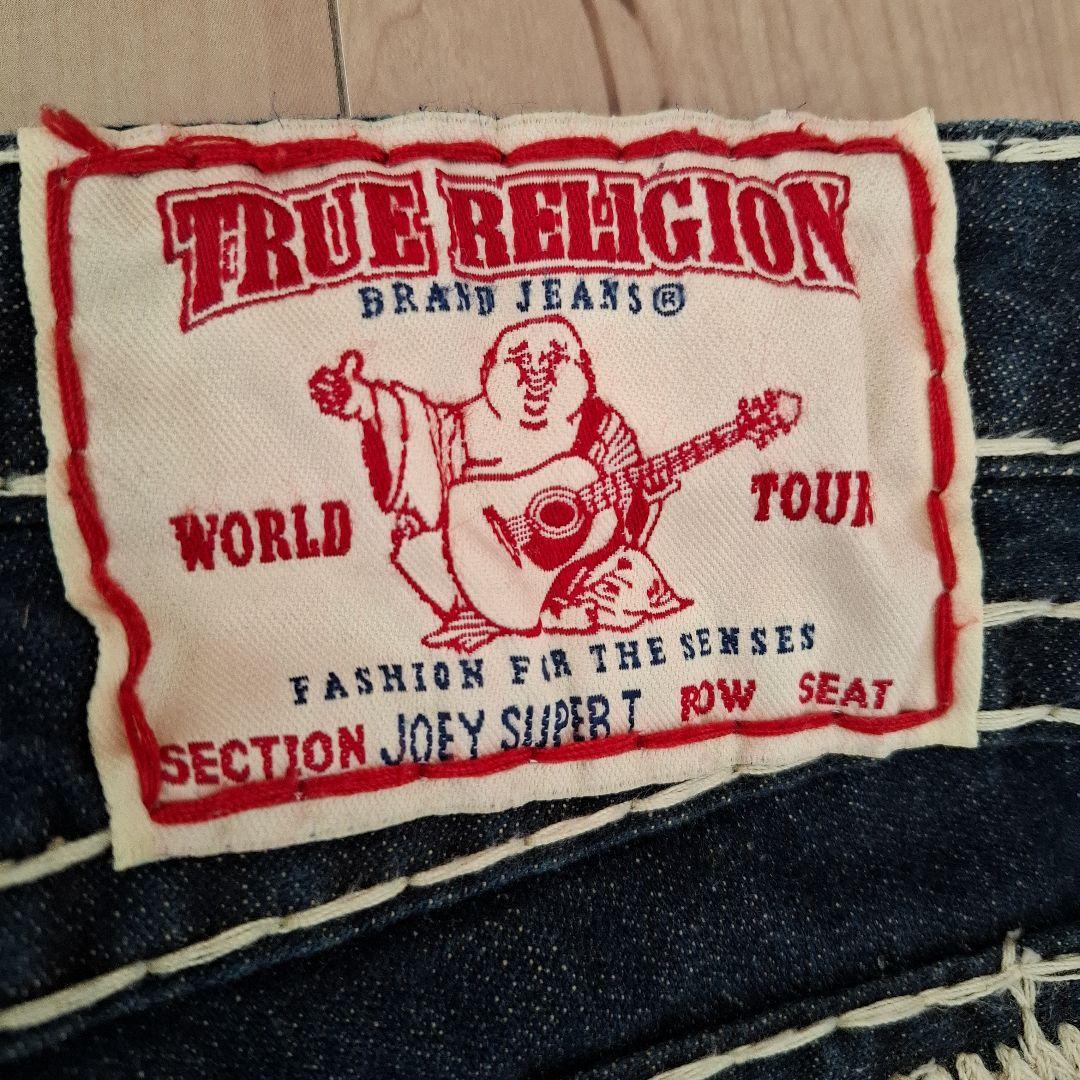 TRUE RELIGION
BRAND JEANS®
WORLD TOUR
FASHION FOR THE SENSES
SECTION JOEY SUPER T ROW SEAT